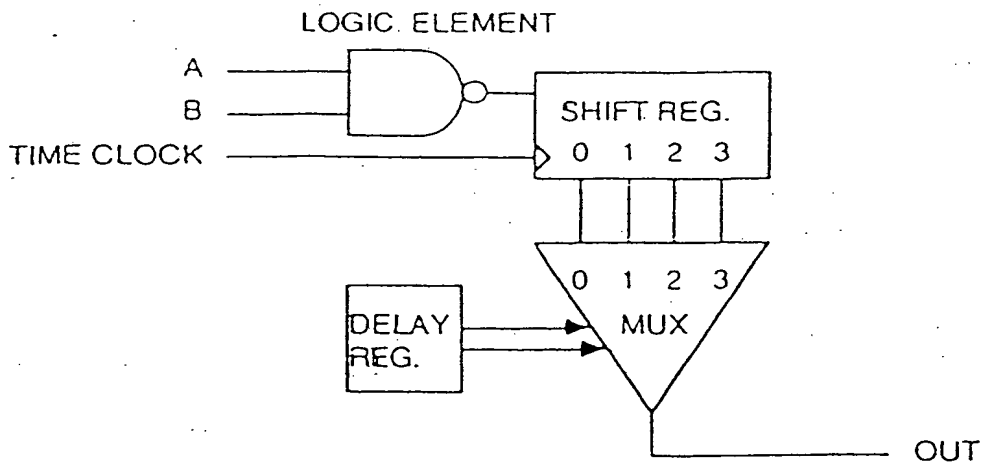 LOGIC ELEMENT
A
B
TIME CLOCK
SHIFT REG.
0 1 2 3
0 1 2 3
MUX
DELAY
REG.
OUT